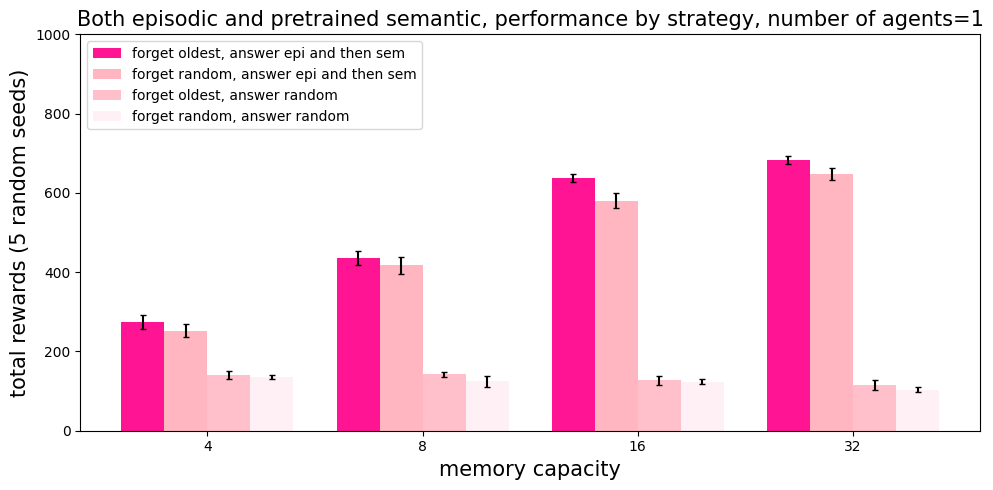 Both episodic and pretrained semantic, performance by strategy, number of agents=1
1000
800
600
400
200
0
total rewards (5 random seeds)
forget oldest, answer epi and then sem
forget random, answer epi and then sem
forget oldest, answer random
forget random, answer random
4
8
16
32
memory capacity